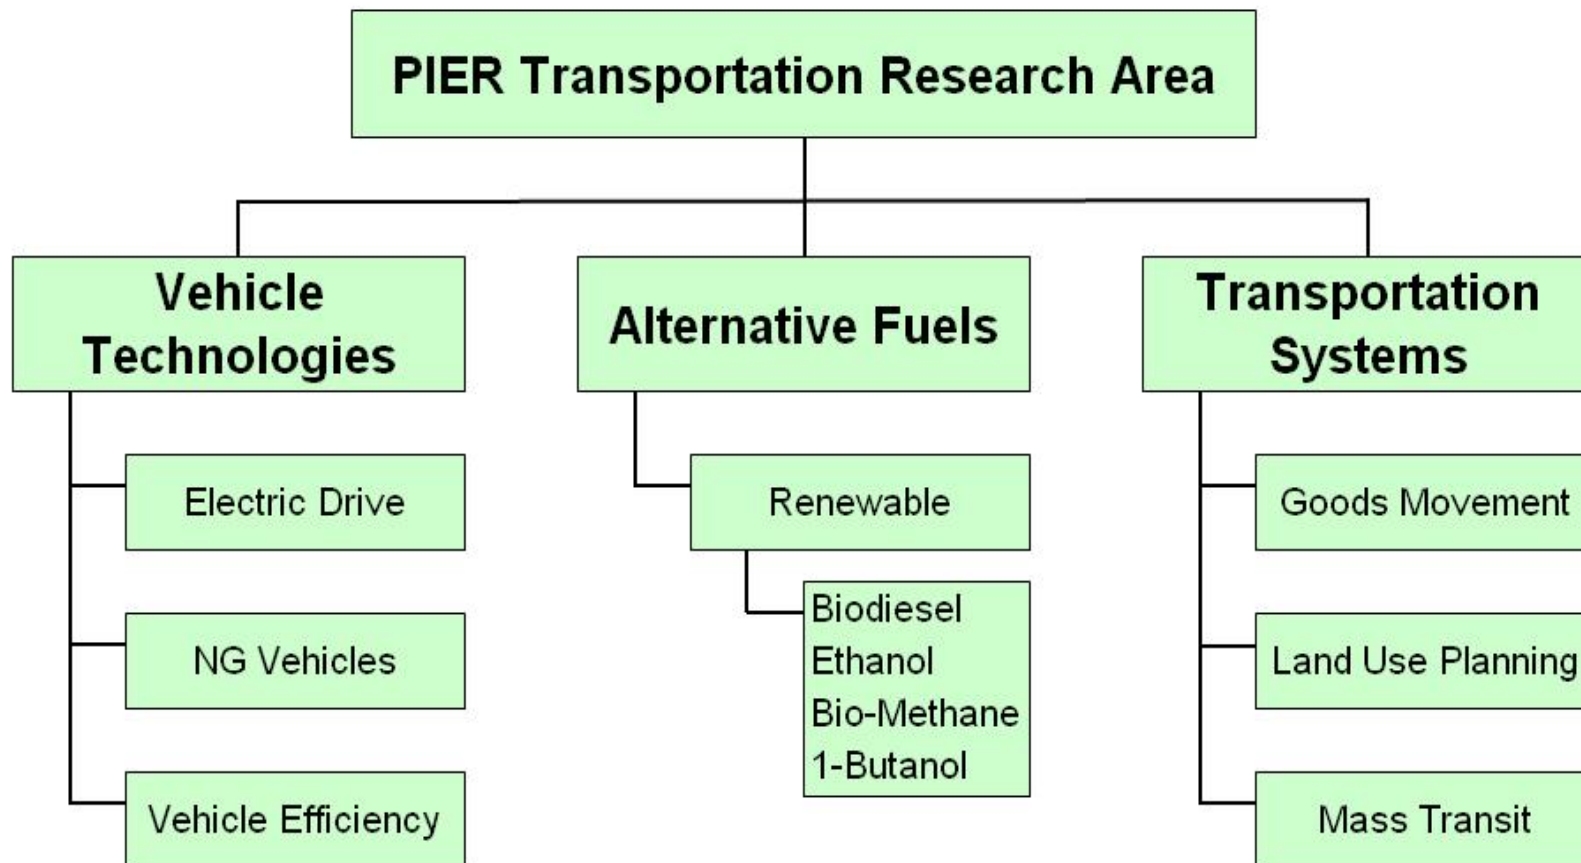 PIER Transportation Research Area
Vehicle
Technologies
Electric Drive
NG Vehicles
Vehicle Efficiency
Alternative Fuels
Renewable
Biodiesel
Ethanol
Bio-Methane
1-Butanol
Transportation
Systems
Goods Movement
Land Use Planning
Mass Transit